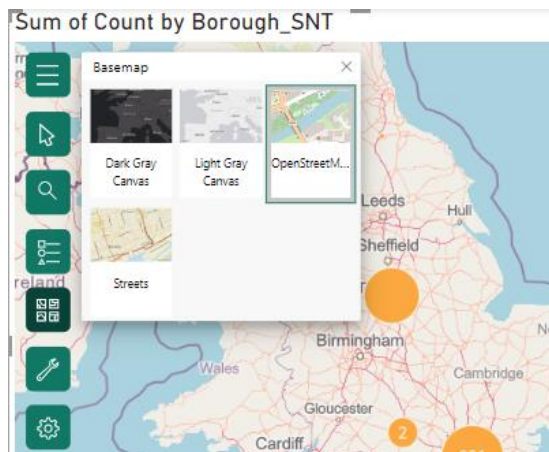 Sum of Count by Borough_SNT
Basemap
Dark Gray
Canvas
Light Gray
Canvas
OpenStreetM...
Streets
Leeds
Hull
Sheffield
reland
Birmingham
Wales
Cambridge
Gloucester
2
Cardiff